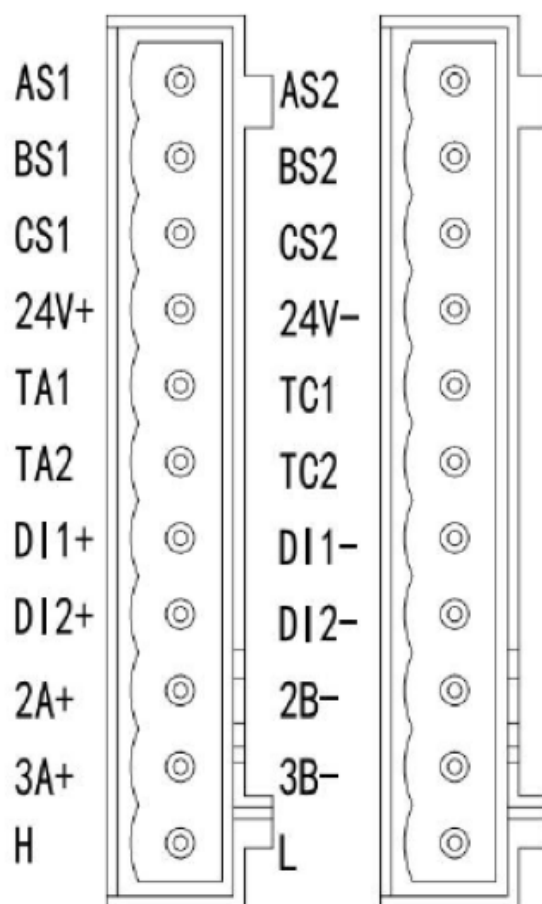 AS1
BS1
CS1
24V+
TA1
TA2
DI1+
DI2+
2A+
3A+
H
AS2
BS2
CS2
24V-
TC1
TC2
DI1-
DI2-
2B-
3B-
L